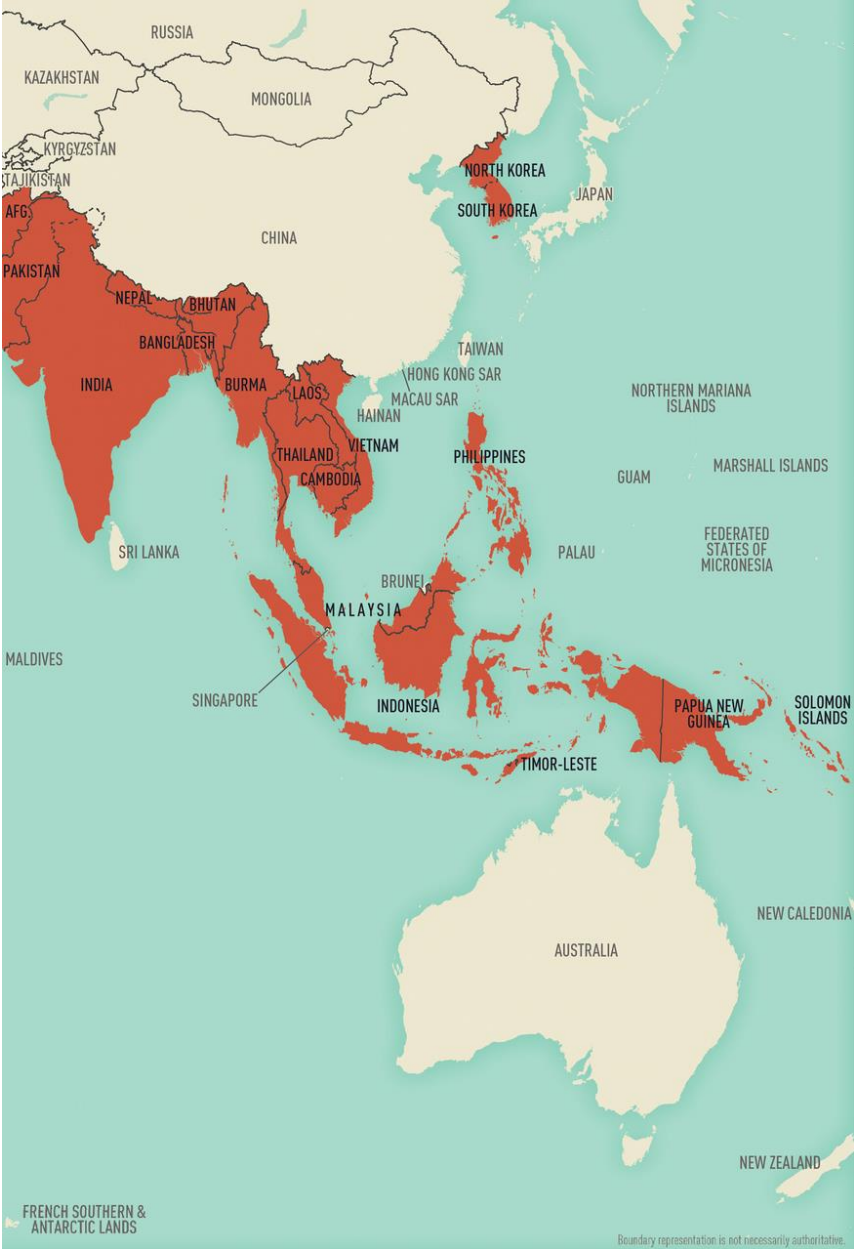 RUSSIA
KAZAKHSTAN
MONGOLIA
KYRGYZSTAN
TAJIKISTAN
NORTH KOREA
JAPAN
AFG.
SOUTH KOREA
CHINA
PAKISTAN
NEPAL
BHUTAN
BANGLADESH
TAIWAN
HONG KONG SAR
INDIA
BURMA
LAOS
MACAU SAR
NORTHERN MARIANA
ISLANDS
HAINAN
VIETNAM
THAILAND
PHILIPPINES
MARSHALL ISLANDS
CAMBODIA
GUAM
SRI LANKA
PALAU
FEDERATED
STATES OF
MICRONESIA
BRUNEI
MALAYSIA
MALDIVES
SINGAPORE
INDONESIA
PAPUA NEW
GUINEA
SOLOMON
ISLANDS
TIMOR-LESTE
NEW CALEDONIA
AUSTRALIA
NEW ZEALAND
FRENCH SOUTHERN &
ANTARCTIC LANDS
Boundary representation is not necessarily authoritative.